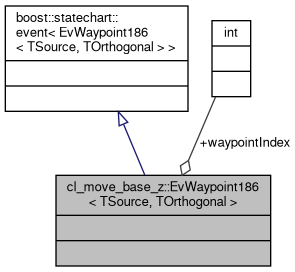 boost::statechart::
event< EvWaypoint186
< TSource, TOrthogonal > >
int
+waypointIndex
cl_move_base_z::EvWaypoint186
< TSource, TOrthogonal >